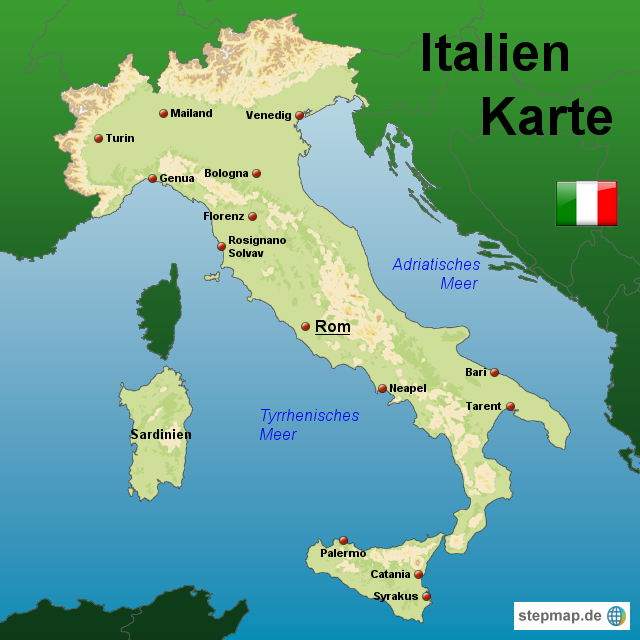 Italien
Karte
Mailand
Venedig
Turin
Bologna
Genua
Florenz
Rosignano
Solvav
Adriatisches
Meer
Rom
Bari
Neapel
Tarent
Tyrrhenisches
Meer
Sardinien
Palermo
Catania
Syrakus
stepmap.de